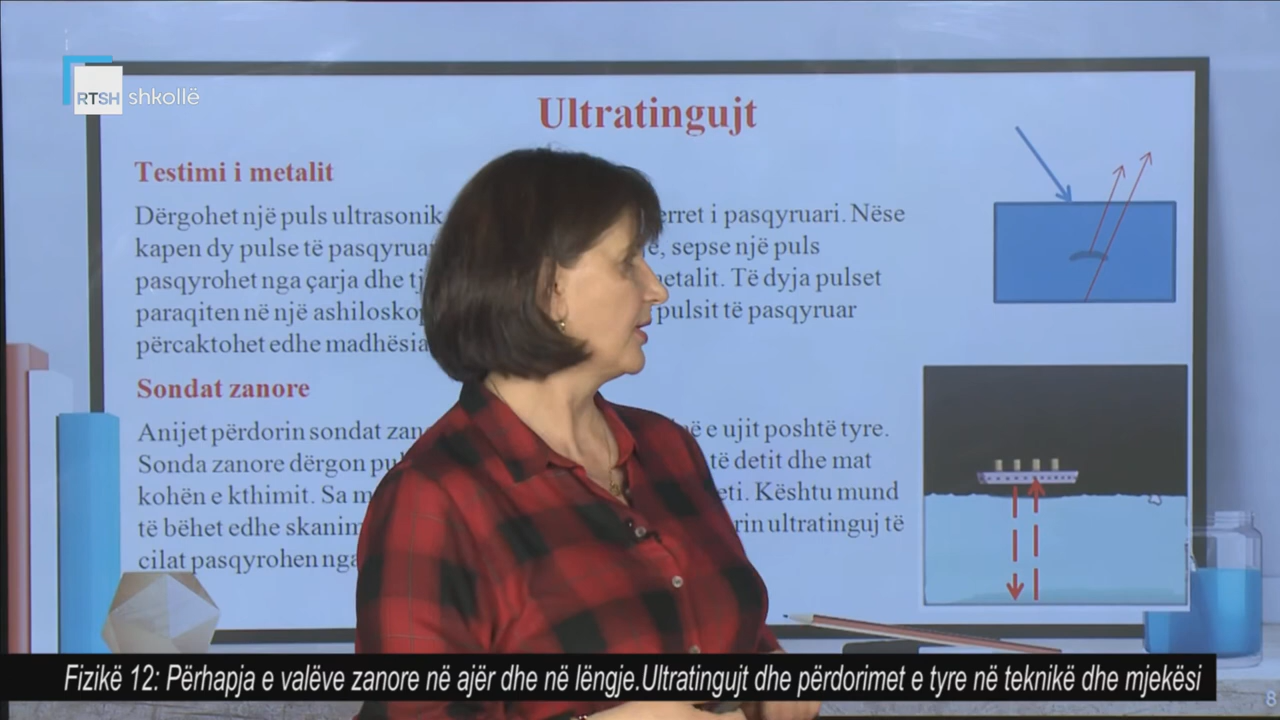 RTSH shkollë
Ultratingujt
Testimi i metalit
Dërgohet një puls ultrasonik erret i pasqyruari. Nëse
kapen dy pulse të pasqyruar e, sepse një puls
pasqyrohet nga çarja dhe tj etalit. Të dyja pulset
paraqiten në një ashiloskop pulsit të pasqyruar
përcaktohet edhe madhësia
Sondat zanore
Anijet përdorin sondat zan ë e ujit poshtë tyre.
Sonda zanore dërgon pu të detit dhe mat
kohën e kthimit. Sa m eti. Kështu mund
të bëhet edhe skanim rin ultratinguj të
cilat pasqyrohen nga
Fizikë 12: Përhapja e valëve zanore në ajër dhe në lëngje.Ultratingujt dhe përdorimet e tyre në teknikë dhe mjekësi
8